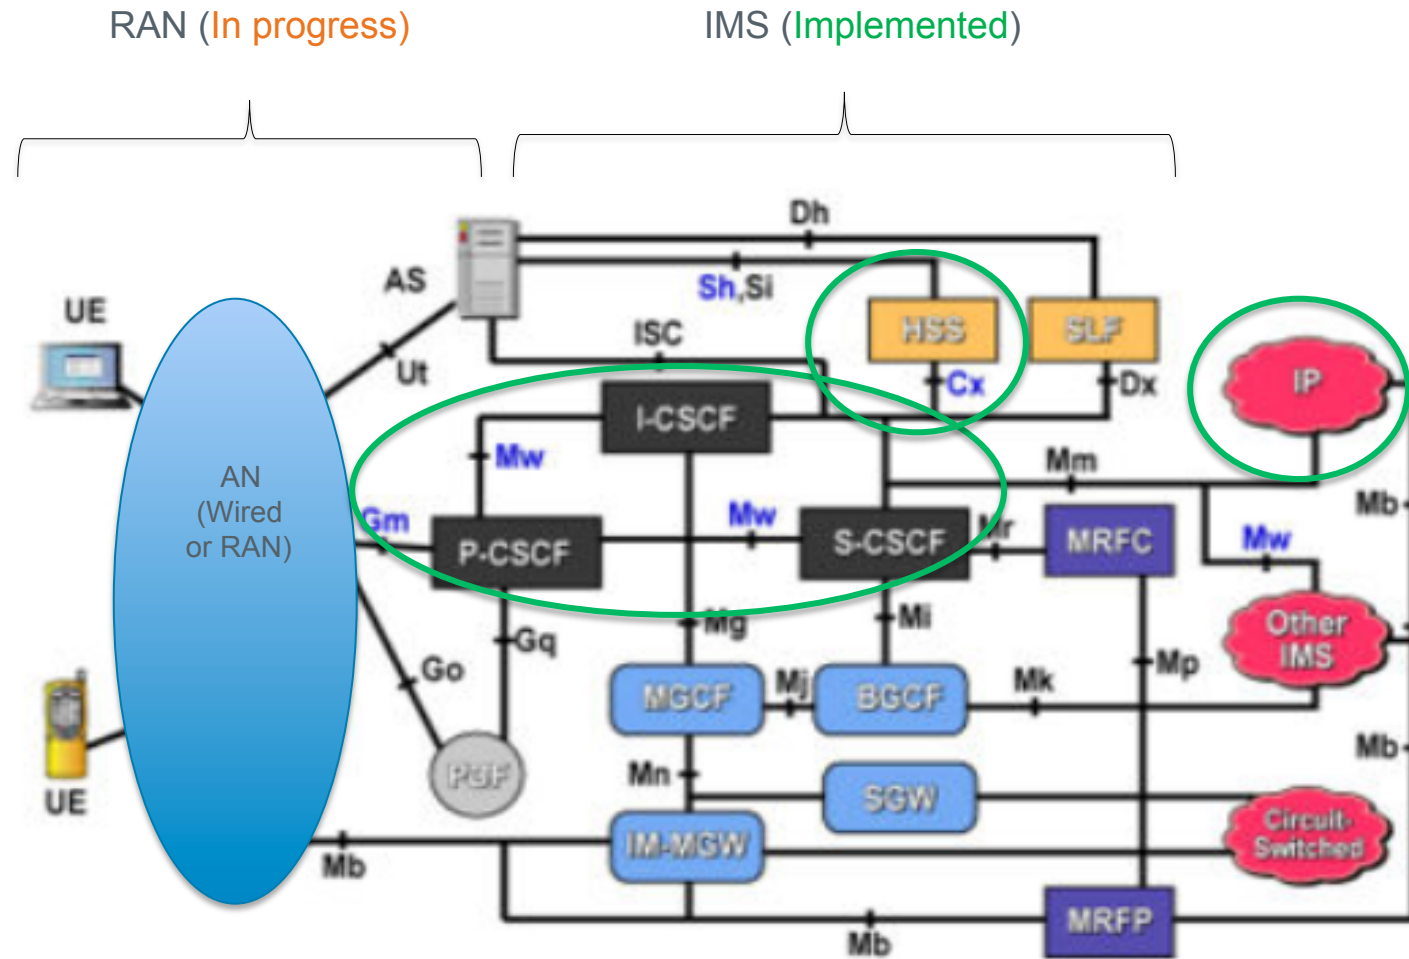 RAN (In progress)
IMS (Implemented)
Dh
AS
Sh,Si
UE
HSS
SLF
ISC
Ut
Cx
Dx
IP
I-CSCF
Mw
Mm
AN
(Wired
or RAN)
Mb
Gm
Mw
Mr
P-CSCF
S-CSCF
MRFC
Mw
Mg
Mi
Gq
Other
IMS
Go
Mp
MGCF
Mj
BGCF
Mk
Mb
Mn
UE
SGW
Circuit-
Switched
IM-MGW
Mb
MRFP
Mb